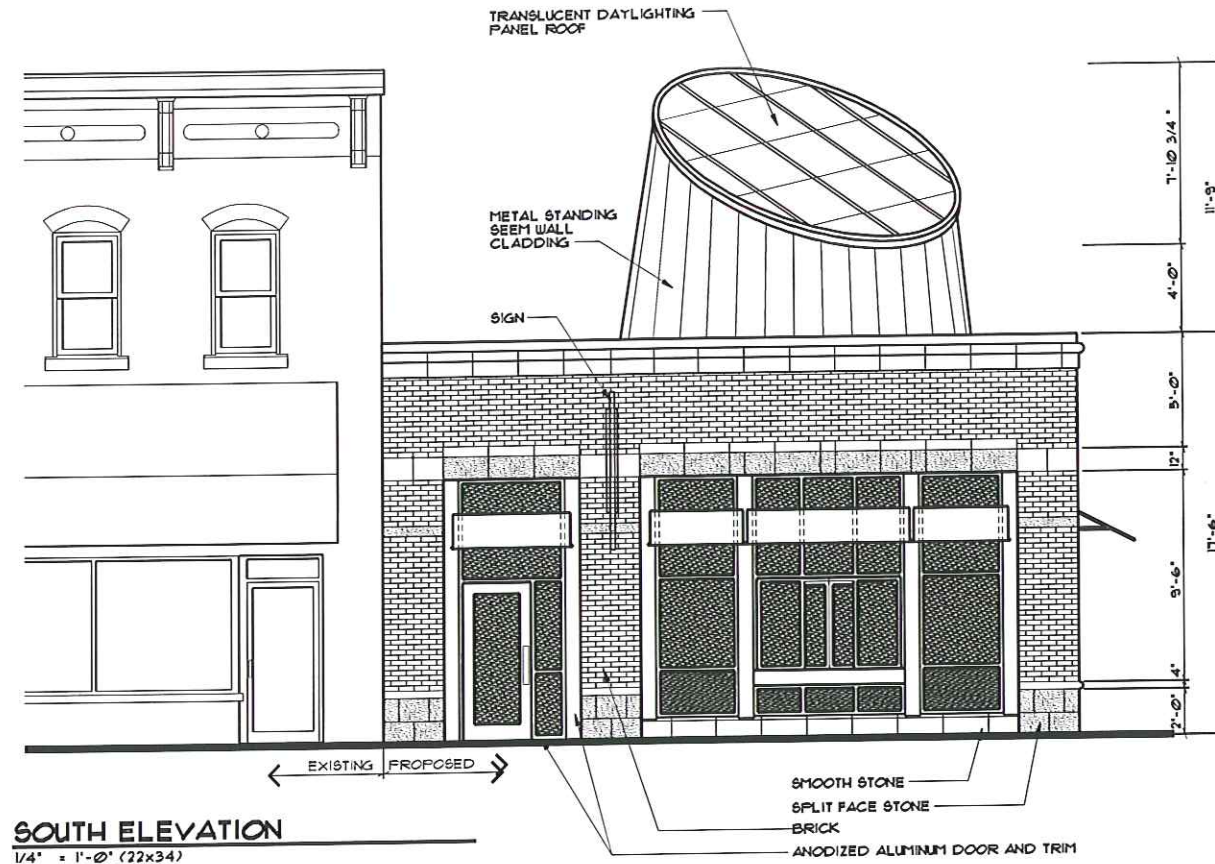 TRANSLUCENT DAYLIGHTING
PANEL ROOF
METAL STANDING
SEEM WALL
CLADDING
SIGN
7'-10 3/4"
11'-9"
4'-0"
5'-0"
12"
17'-6"
9'-6"
4"
2'-0"
EXISTING
PROPOSED
SMOOTH STONE
SPLIT FACE STONE
BRICK
ANODIZED ALUMINUM DOOR AND TRIM
SOUTH ELEVATION
1/4" = 1'-0" (22x34)